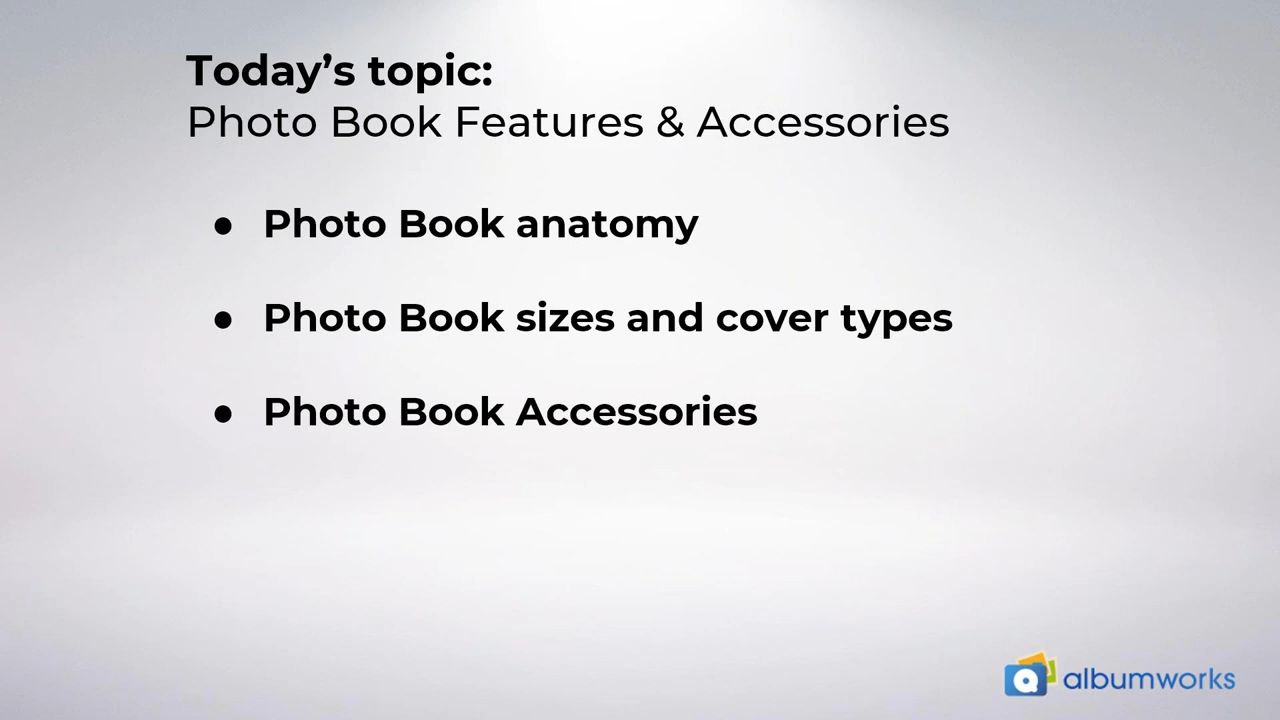 Today’s topic:
Photo Book Features & Accessories
● Photo Book anatomy
● Photo Book sizes and cover types
● Photo Book Accessories
albumworks